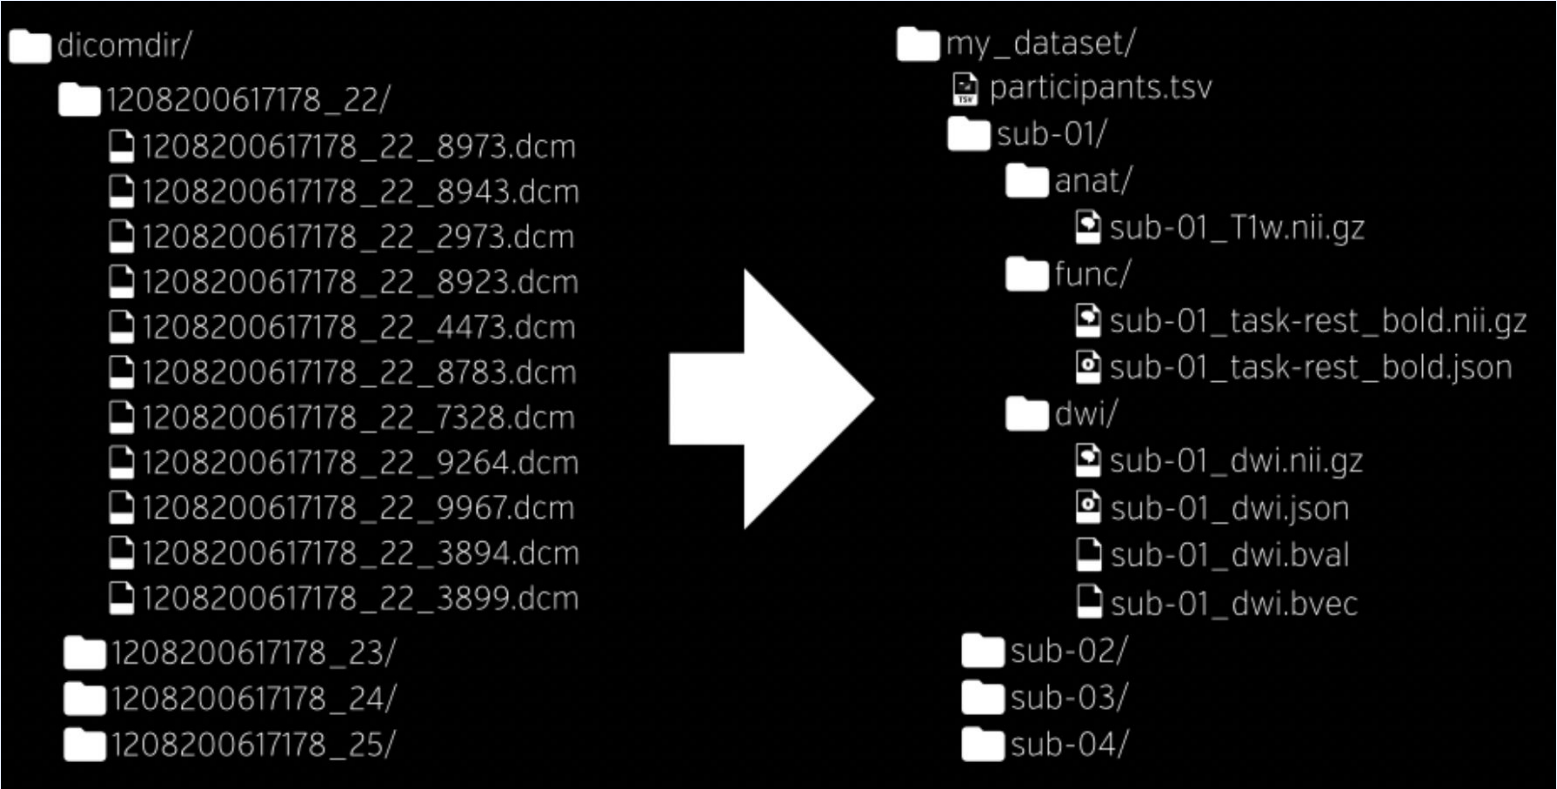 dicomdir/
1208200617178_22/
1208200617178_22_8973.dcm
1208200617178_22_8943.dcm
1208200617178_22_2973.dcm
1208200617178_22_8923.dcm
1208200617178_22_4473.dcm
1208200617178_22_8783.dcm
1208200617178_22_7328.dcm
1208200617178_22_9264.dcm
1208200617178_22_9967.dcm
1208200617178_22_3894.dcm
1208200617178_22_3899.dcm
1208200617178_23/
1208200617178_24/
1208200617178_25/
my_dataset/
TSV participants.tsv
sub-01/
anat/
sub-01_T1w.nii.gz
func/
sub-01_task-rest_bold.nii.gz
sub-01_task-rest_bold.json
dwi/
sub-01_dwi.nii.gz
sub-01_dwi.json
sub-01_dwi.bval
sub-01_dwi.bvec
sub-02/
sub-03/
sub-04/